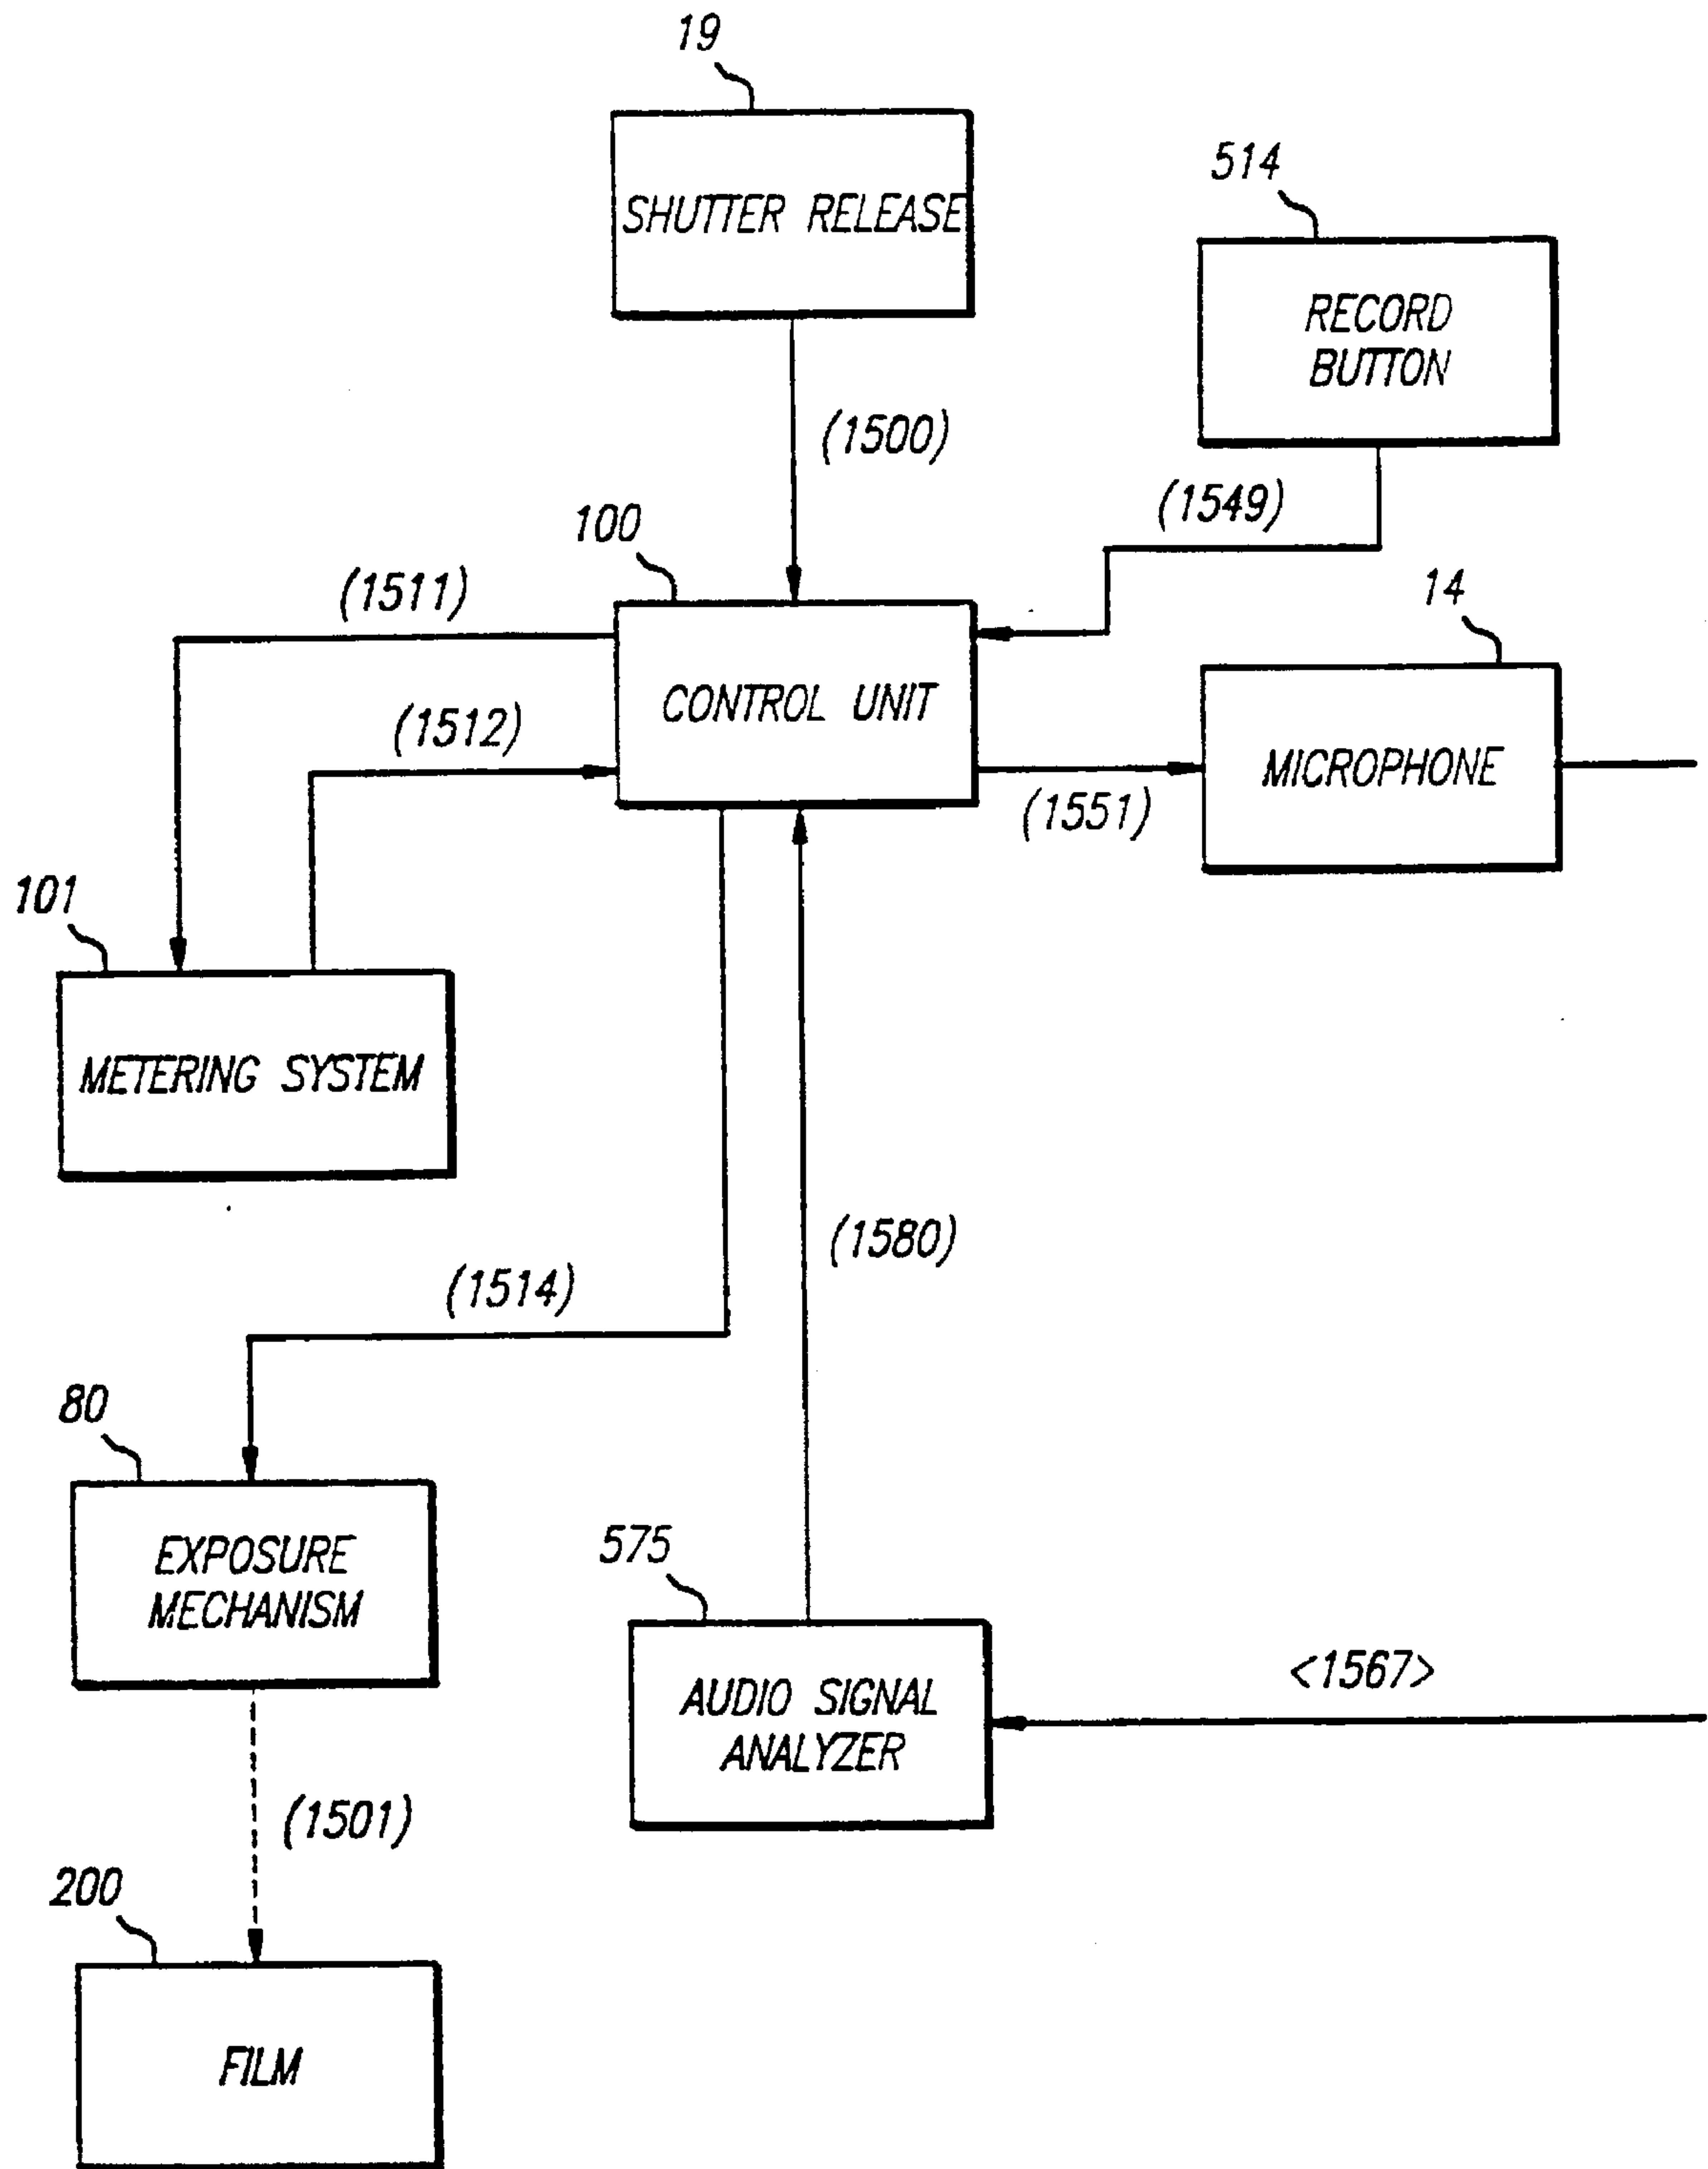 19
SHUTTER RELEASE
514
RECORD
BUTTON
(1500)
(1549)
100
(1511)
14
CONTROL UNIT
(1512)
MICROPHONE
(1551)
101
METERING SYSTEM
(1580)
(1514)
80
EXPOSURE
MECHANISM
575
AUDIO SIGNAL
ANALYZER
<1567>
(1501)
200
FILM